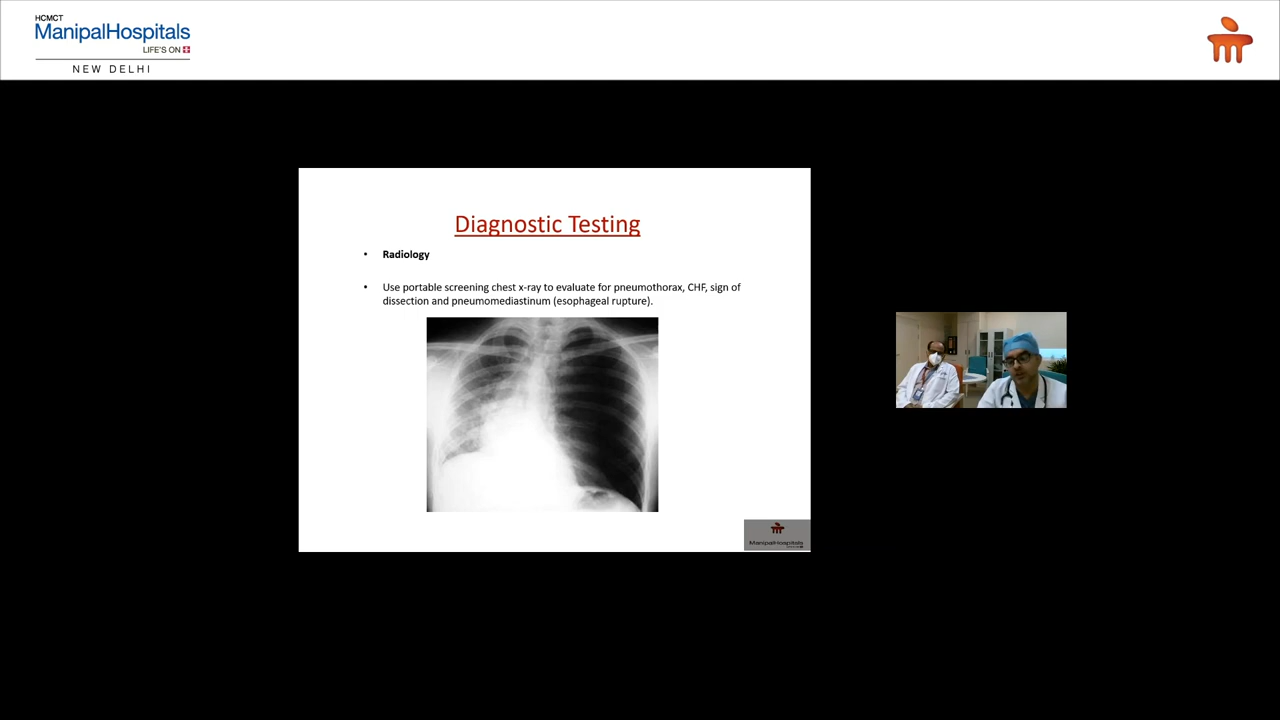 HCMCT
ManipalHospitals
LIFE'S ON
NEW DELHI
Diagnostic Testing
• Radiology
• Use portable screening chest x-ray to evaluate for pneumothorax, CHF, sign of
dissection and pneumomediastinum (esophageal rupture).
ManipalHospitals